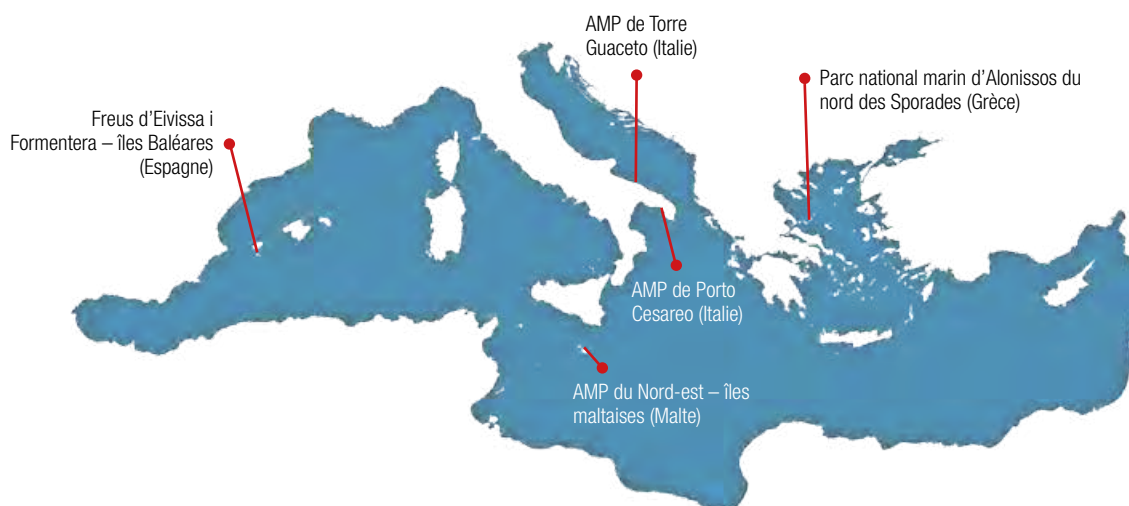 AMP de Torre
Guaceto (Italie)
Parc national marin d'Alonissos du
nord des Sporades (Grèce)
Freus d'Eivissa i
Formentera – îles Baléares
(Espagne)
AMP de Porto
Cesareo (Italie)
AMP du Nord-est – îles
maltaises (Malte)